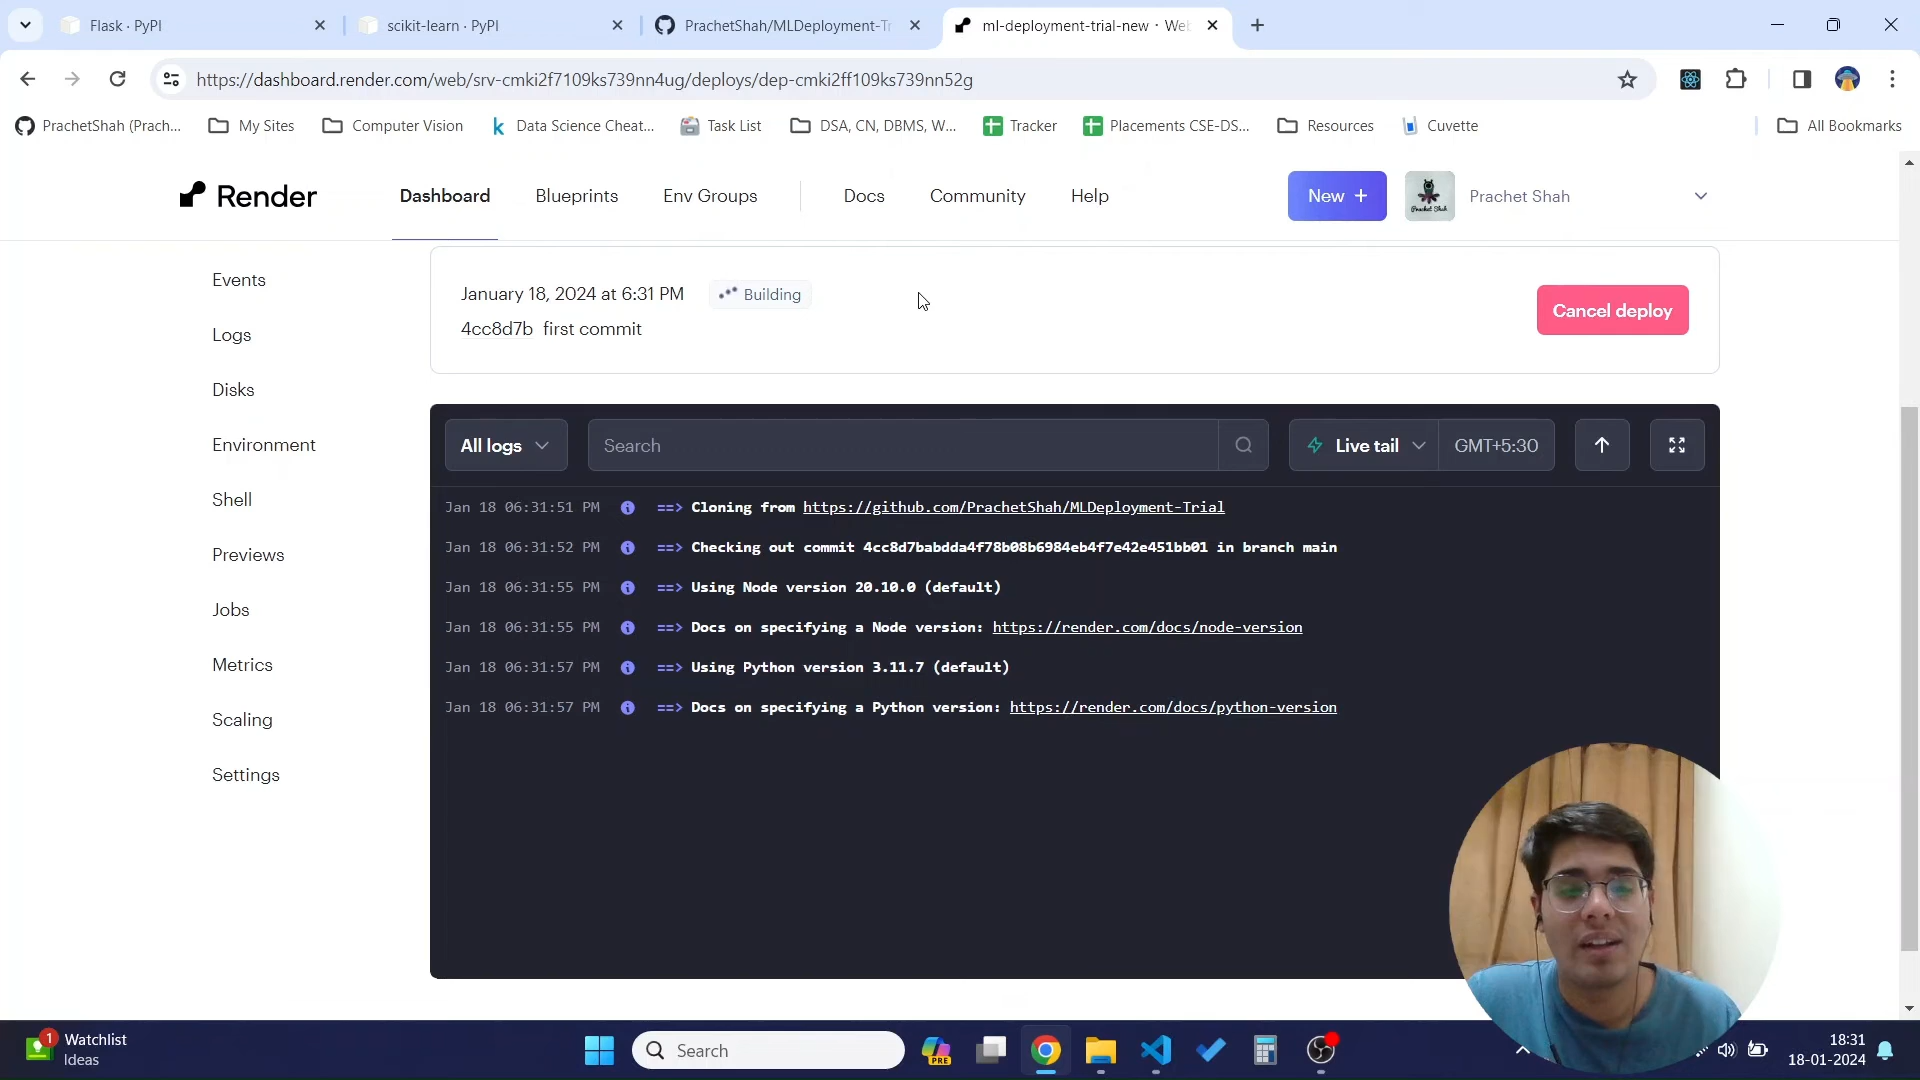 Flask · PyPI
scikit-learn · PyPI
PrachetShah/MLDeployment-Tr
ml-deployment-trial-new · Web
https://dashboard.render.com/web/srv-cmki2f7109ks739nn4ug/deploys/dep-cmki2ff109ks739nn52g
PrachetShah (Prach...
My Sites
Computer Vision
Data Science Cheat...
Task List
DSA, CN, DBMS, W...
Tracker
Placements CSE-DS...
Resources
Cuvette
All Bookmarks
Render
Dashboard
Blueprints
Env Groups
Docs
Community
Help
New +
Prachet Shah
Events
Logs
Disks
Environment
Shell
Previews
Jobs
Metrics
Scaling
Settings
January 18, 2024 at 6:31 PM
Building
4cc8d7b first commit
Cancel deploy
All logs
Search
Live tail
GMT+5:30
Jan 18 06:31:51 PM ==> Cloning from https://github.com/PrachetShah/MLDeployment-Trial
Jan 18 06:31:52 PM ==> Checking out commit 4cc8d7babdda4f78b08b6984eb4f7e42e451bb01 in branch main
Jan 18 06:31:55 PM ==> Using Node version 20.10.0 (default)
Jan 18 06:31:55 PM ==> Docs on specifying a Node version: https://render.com/docs/node-version
Jan 18 06:31:57 PM ==> Using Python version 3.11.7 (default)
Jan 18 06:31:57 PM ==> Docs on specifying a Python version: https://render.com/docs/python-version
1
Watchlist
Ideas
Search
PRE
18:31
18-01-2024